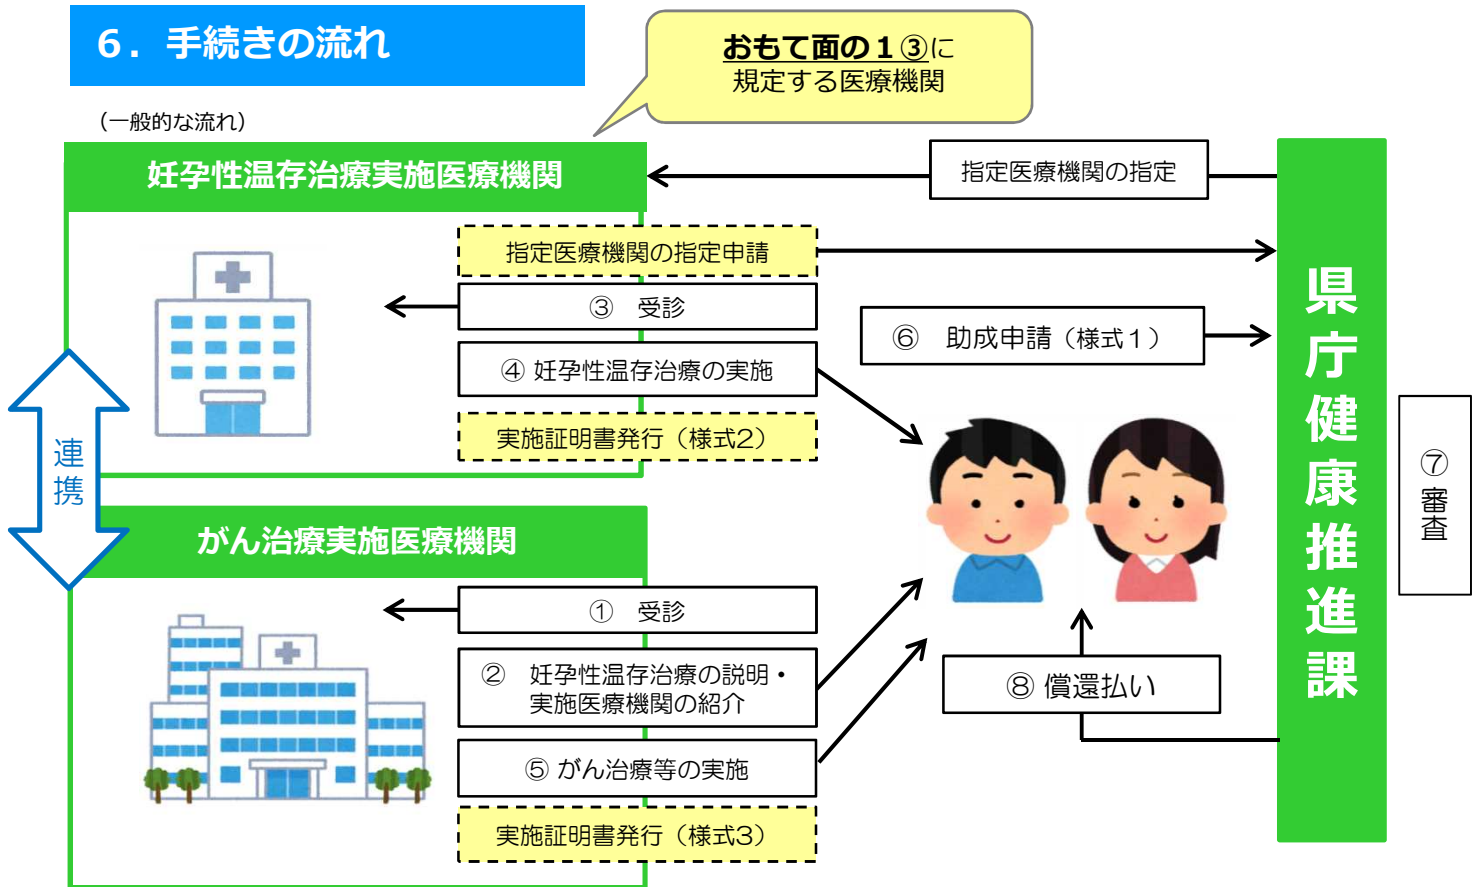 ６．手続きの流れ
おもて面の１③に
規定する医療機関
（一般的な流れ）
妊孕性温存治療実施医療機関
指定医療機関の指定
指定医療機関の指定申請
③　受診
⑥　助成申請（様式１）
④ 妊孕性温存治療の実施
実施証明書発行（様式2）
連携
県庁健康推進課
⑦審査
がん治療実施医療機関
①　受診
②　妊孕性温存治療の説明・
実施医療機関の紹介
⑧ 償還払い
⑤ がん治療等の実施
実施証明書発行（様式3）